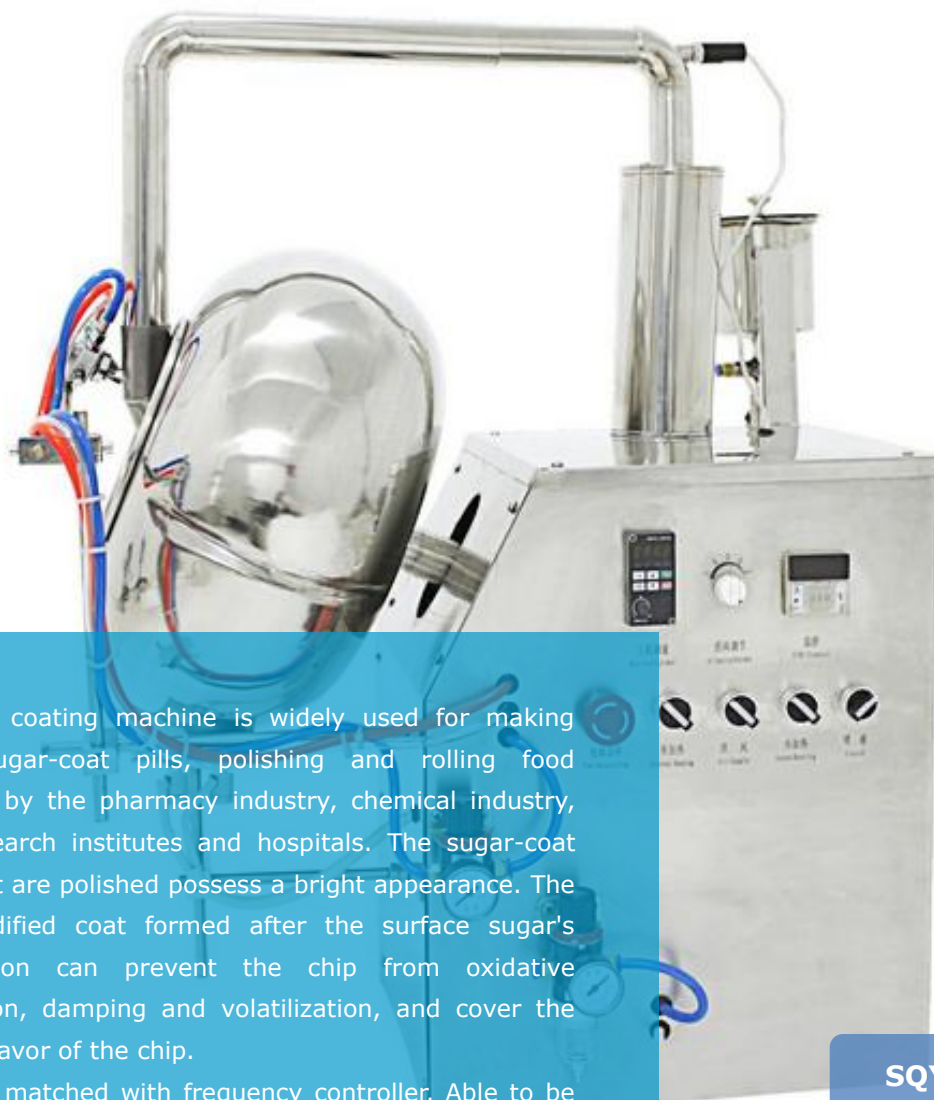 coating machine is widely used for making
ugar-coat pills, polishing and rolling food
by the pharmacy industry, chemical industry,
earch institutes and hospitals. The sugar-coat
t are polished possess a bright appearance. The
dified coat formed after the surface sugar's
on can prevent the chip from oxidative
on, damping and volatilization, and cover the
avor of the chip.
matched with frequency controller. Able to be
SQY